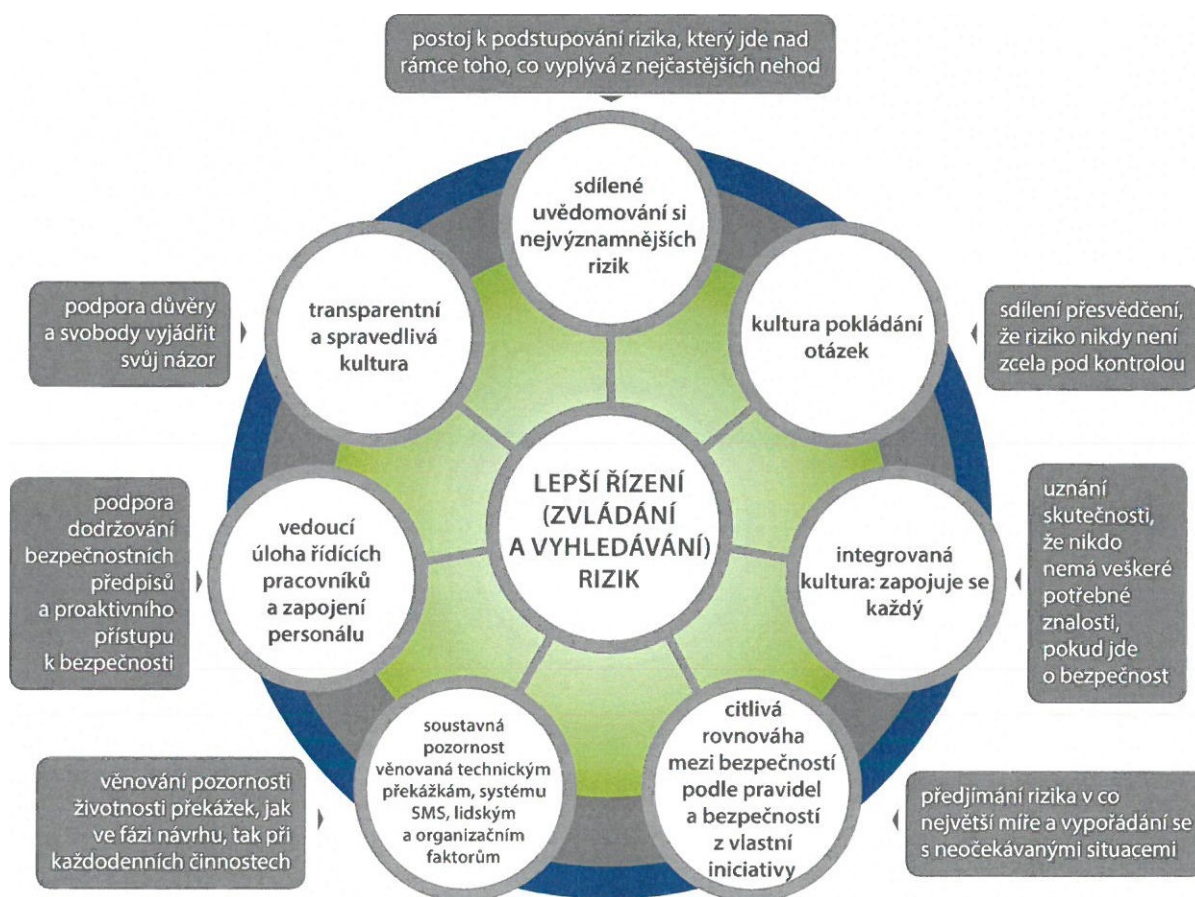 postoj k podstupování rizika, který jde nad
rámce toho, co vyplývá z nejčastějších nehod
sdílené
uvědomování si
nejvýznamnějších
rizik
transparentní
a spravedlivá
kultura
podpora důvěry
a svobody vyjádřit
svůj názor
kultura pokládání
otázek
sdílení přesvědčení,
že riziko nikdy není
zcela pod kontrolou
LEPŠÍ ŘÍZENÍ
(ZVLÁDÁNÍ
A VYHLEDÁVÁNÍ)
RIZIK
podpora
dodržování
bezpečnostních
předpisů
a proaktivního
přístupu
k bezpečnosti
vedoucí
úloha řídících
pracovníků
a zapojení
personálu
integrovaná
kultura: zapojuje se
každý
uznání
skutečnosti,
že nikdo
nemá veškeré
potřebné
znalosti,
pokud jde
o bezpečnost
soustavná
pozornost
věnovaná technickým
překážkám, systému
SMS, lidským
a organizačním
faktorům
věnování pozornosti
životnosti překážek, jak
ve fázi návrhu, tak při
každodenních činnostech
citlivá
rovnováha
mezi bezpečností
podle pravidel
a bezpečností
z vlastní
iniciativy
předjímání rizika v co
největší míře a vypořádání se
s neočekávanými situacemi